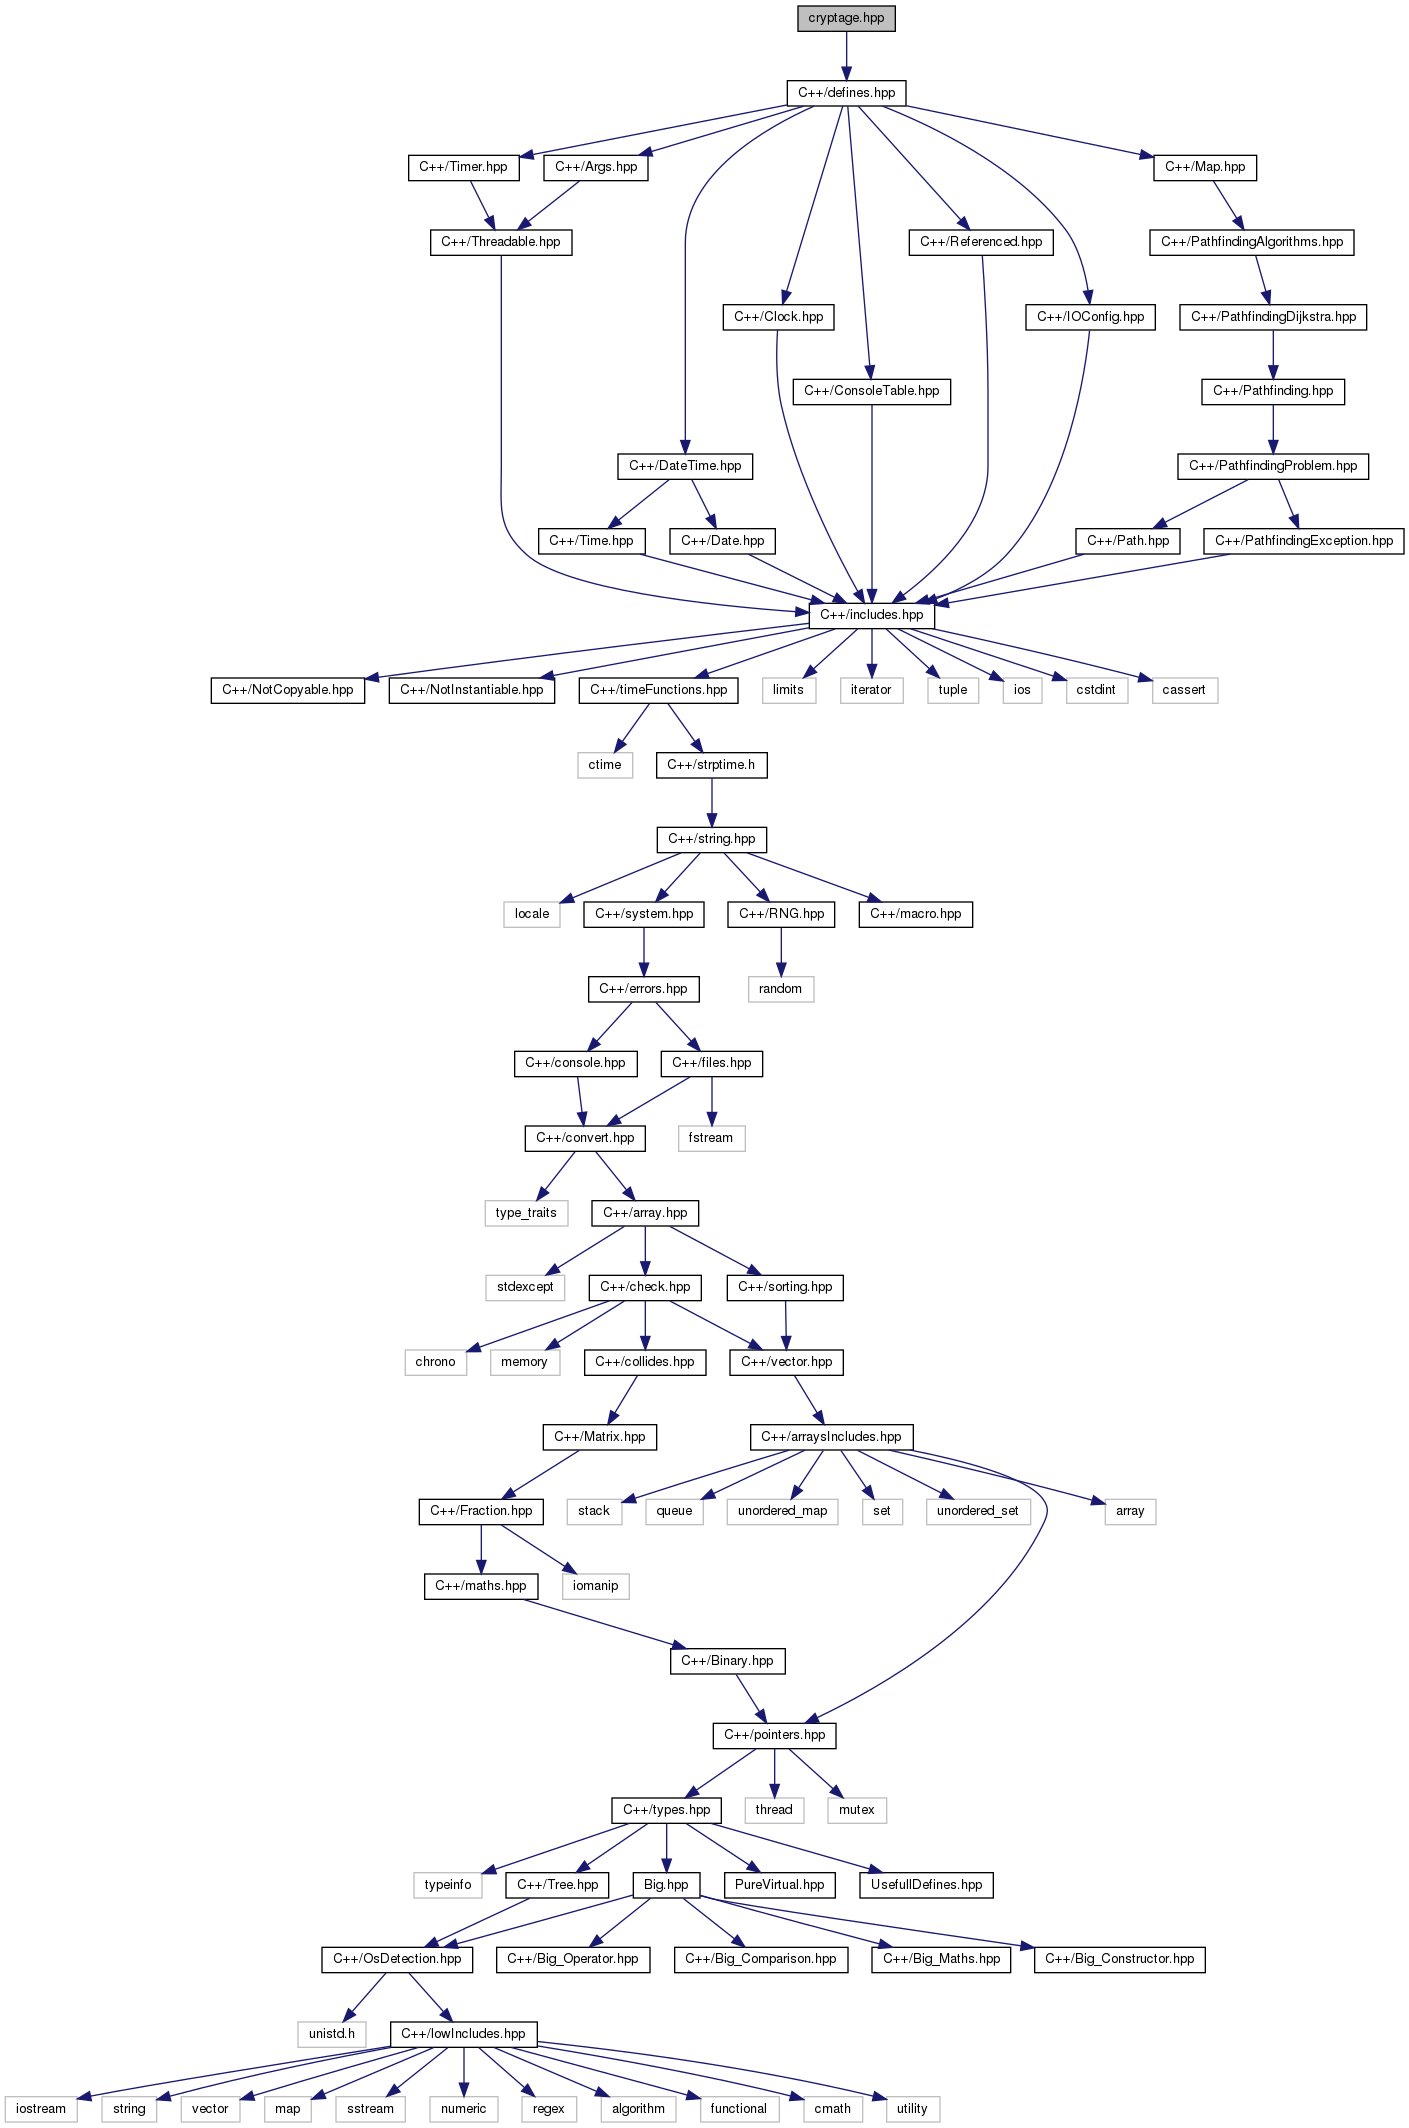 cryptage.hpp
C++/defines.hpp
C++/Timer.hpp
C++/Args.hpp
C++/Map.hpp
C++/Threadable.hpp
C++/Referenced.hpp
C++/PathfindingAlgorithms.hpp
C++/Clock.hpp
C++/IOConfig.hpp
C++/PathfindingDijkstra.hpp
C++/ConsoleTable.hpp
C++/Pathfinding.hpp
C++/DateTime.hpp
C++/PathfindingProblem.hpp
C++/Time.hpp
C++/Date.hpp
C++/Path.hpp
C++/PathfindingException.hpp
C++/includes.hpp
C++/NotCopyable.hpp
C++/NotInstantiable.hpp
C++/timeFunctions.hpp
limits
iterator
tuple
ios
cstdint
cassert
ctime
C++/strptime.h
C++/string.hpp
locale
C++/system.hpp
C++/RNG.hpp
C++/macro.hpp
C++/errors.hpp
random
C++/console.hpp
C++/files.hpp
C++/convert.hpp
fstream
type_traits
C++/array.hpp
stdexcept
C++/check.hpp
C++/sorting.hpp
chrono
memory
C++/collides.hpp
C++/vector.hpp
C++/Matrix.hpp
C++/arraysIncludes.hpp
C++/Fraction.hpp
stack
queue
unordered_map
set
unordered_set
array
C++/maths.hpp
iomanip
C++/Binary.hpp
C++/pointers.hpp
C++/types.hpp
thread
mutex
typeinfo
C++/Tree.hpp
Big.hpp
PureVirtual.hpp
UsefullDefines.hpp
C++/OsDetection.hpp
C++/Big_Operator.hpp
C++/Big_Comparison.hpp
C++/Big_Maths.hpp
C++/Big_Constructor.hpp
unistd.h
C++/lowIncludes.hpp
iostream
string
vector
map
sstream
numeric
regex
algorithm
functional
cmath
utility